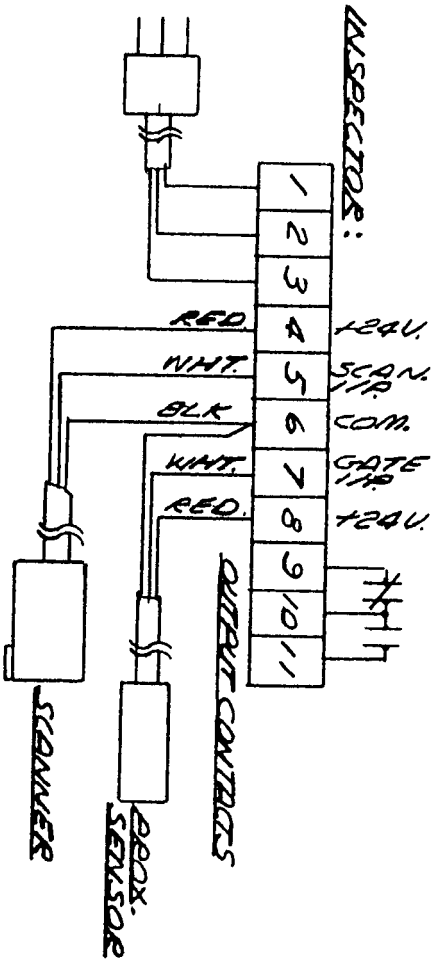 INSPECTOR:
1 2 3 4 5 6 7 8 9 10 11
+24V.
SCAN.
I/P.
COM.
GATE
I/P.
+24V.
RED
WHT.
BLK
WHT.
RED.
OUTPUT CONTACTS
SCANNER
PROX.
SENSOR